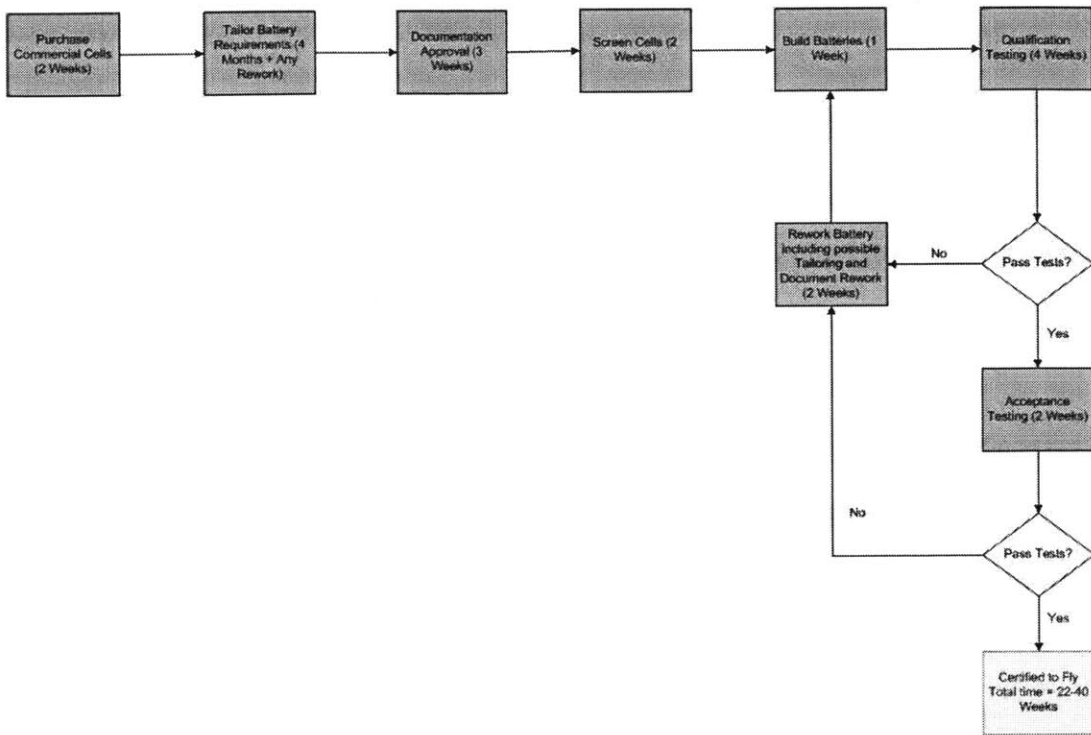 Purchase
Commercial Cells
(2 Weeks)
Tailor Battery
Requirements (4
Months + Any
Rework)
Documentation
Approval (3
Weeks)
Screen Cells (2
Weeks)
Build Batteries (1
Week)
Qualification
Testing (4 Weeks)
Rework Battery
including possible
Tailoring and
Document Rework
(2 Weeks)
No
Pass Tests?
Yes
Acceptance
Testing (2 Weeks)
No
Pass Tests?
Yes
Certified to Fly
Total time = 22-40
Weeks